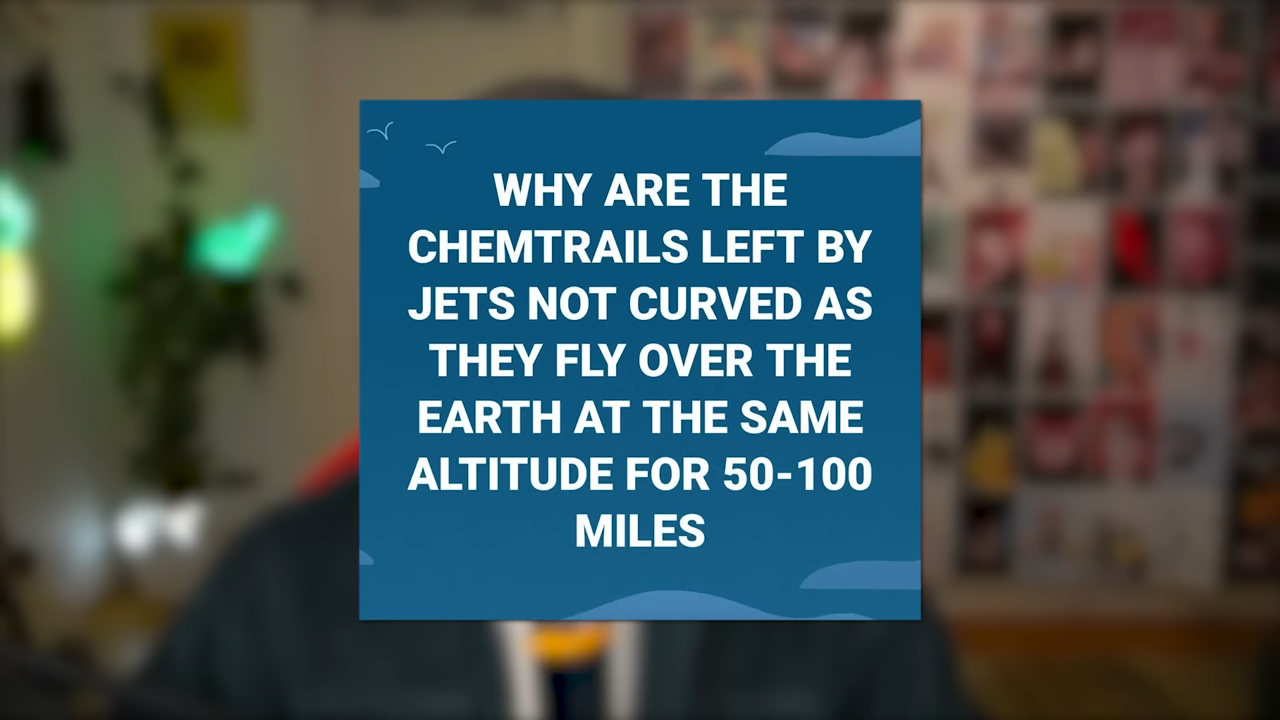 WHY ARE THE
CHEMTRAILS LEFT BY
JETS NOT CURVED AS
THEY FLY OVER THE
EARTH AT THE SAME
ALTITUDE FOR 50-100
MILES